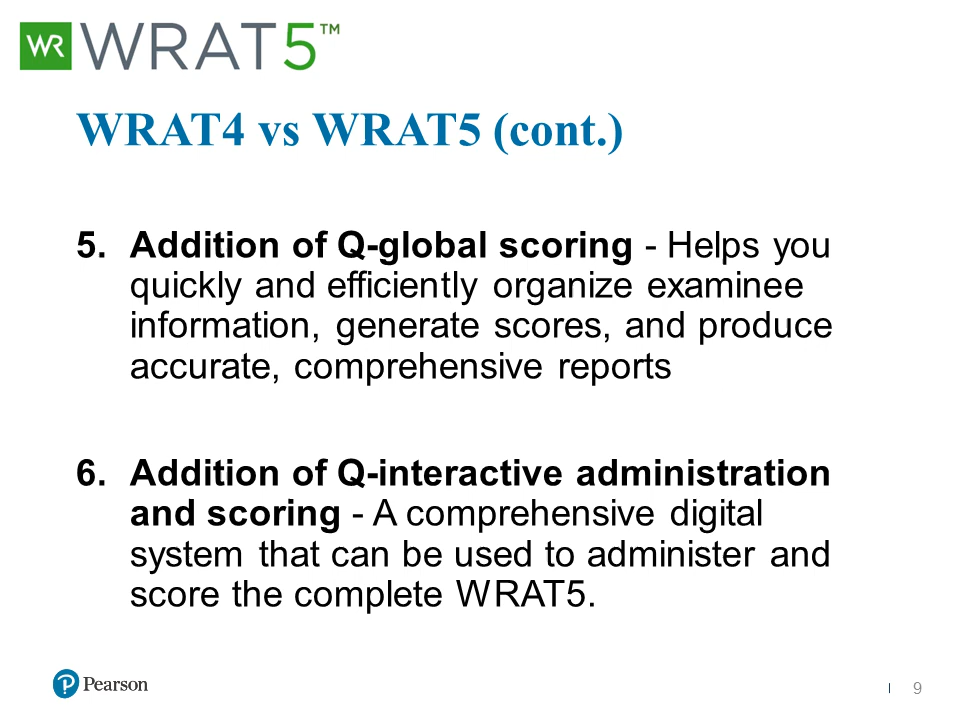 WR WRAT5™
WRAT4 vs WRAT5 (cont.)
5. Addition of Q-global scoring - Helps you
quickly and efficiently organize examinee
information, generate scores, and produce
accurate, comprehensive reports
6. Addition of Q-interactive administration
and scoring - A comprehensive digital
system that can be used to administer and
score the complete WRAT5.
P Pearson
| 9